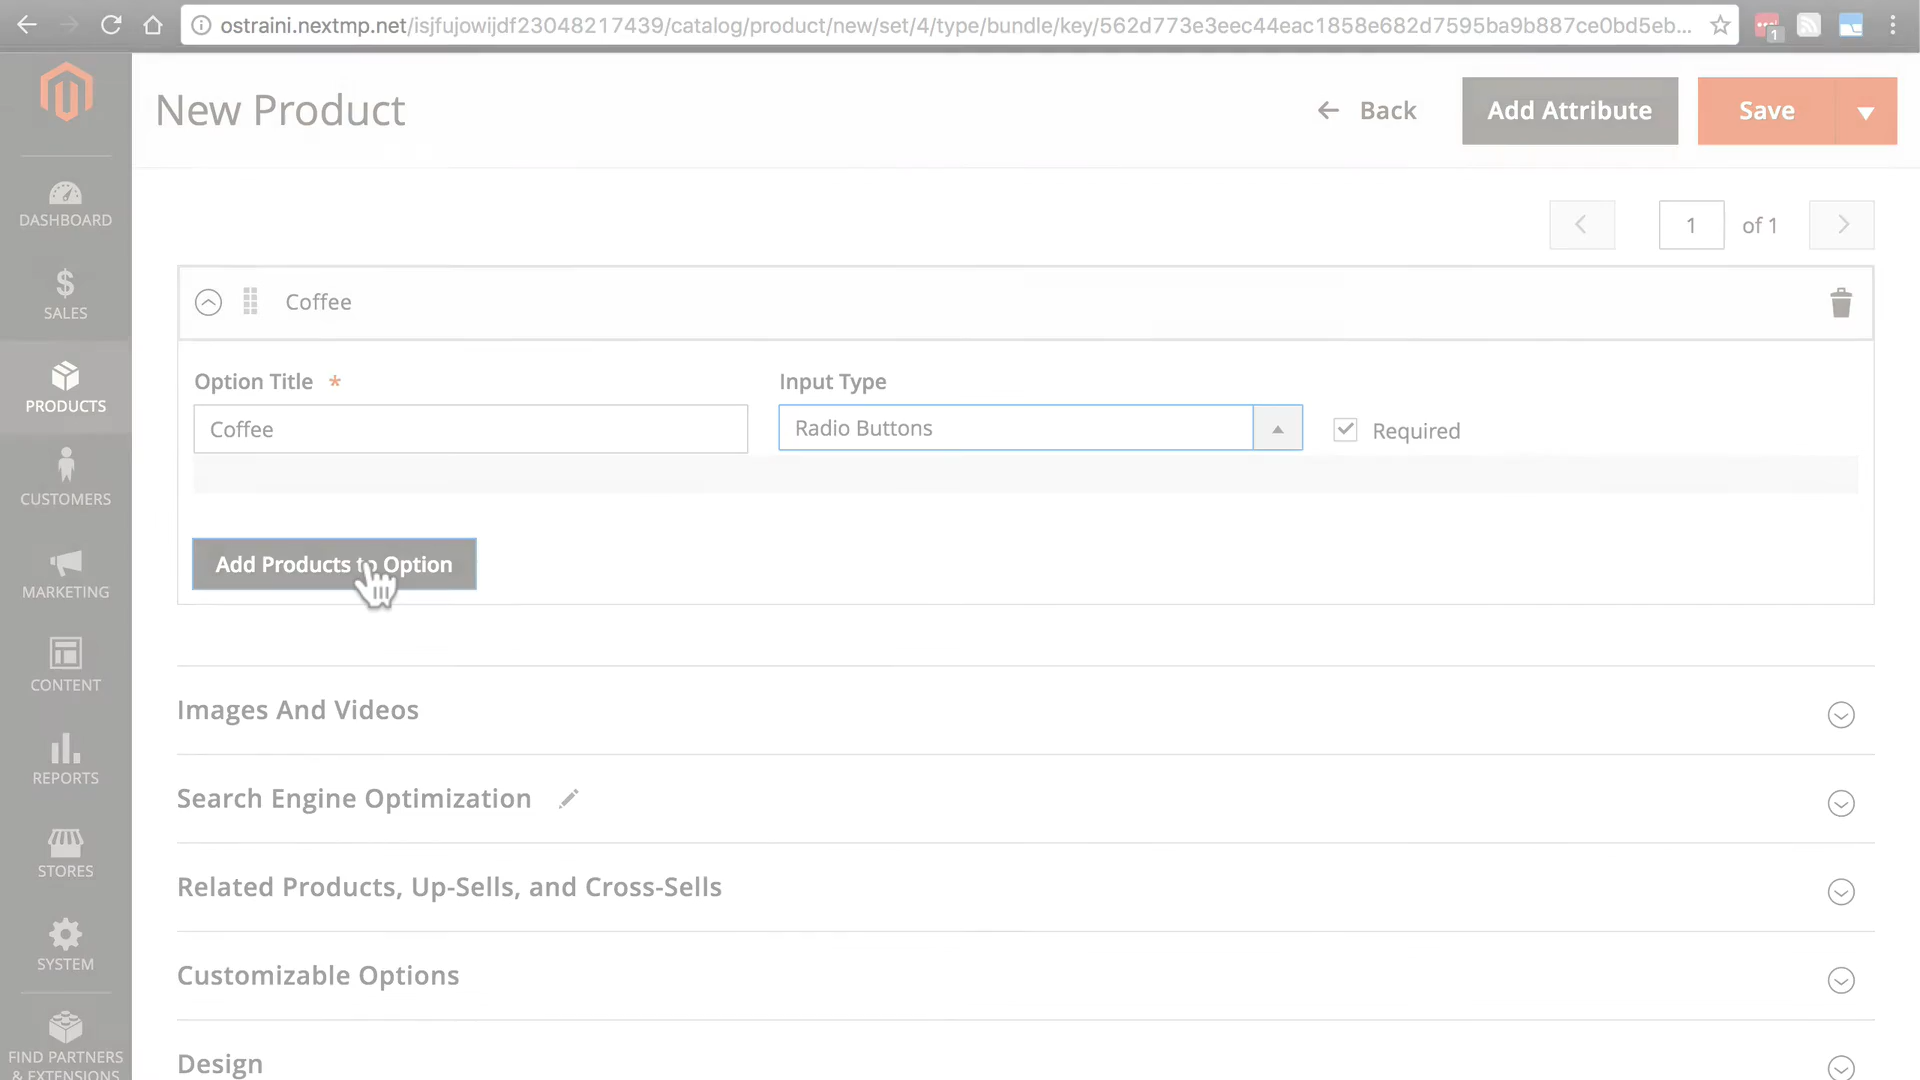 ostraini.nextmp.net/isjfujowijdf23048217439/catalog/product/new/set/4/type/bundle/key/562d773e3eec44eac1858e682d7595ba9b887ce0bd5eb...
1
New Product
Back
Add Attribute
Save
DASHBOARD
SALES
PRODUCTS
CUSTOMERS
MARKETING
CONTENT
REPORTS
STORES
SYSTEM
FIND PARTNERS
& EXTENSIONS
1 of 1
Coffee
Option Title *
Input Type
Coffee
Radio Buttons
Required
Add Products to Option
Images And Videos
Search Engine Optimization
Related Products, Up-Sells, and Cross-Sells
Customizable Options
Design